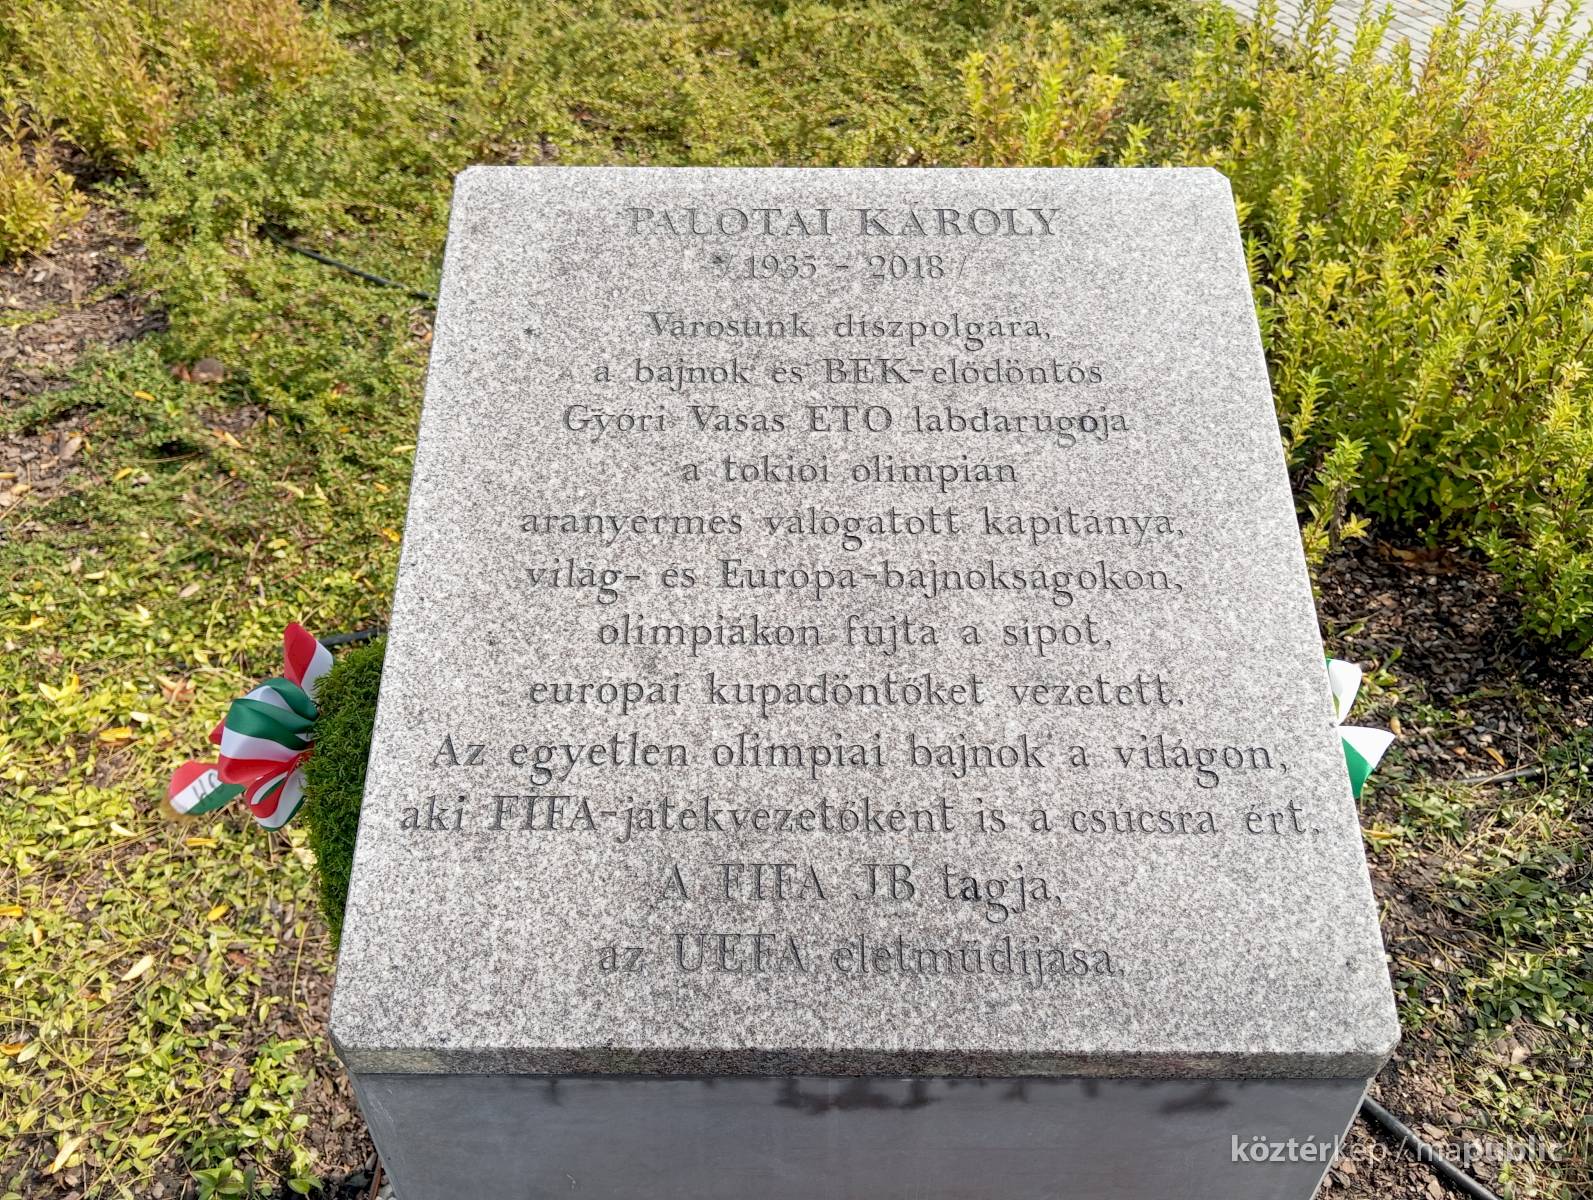 PALOTAI KÁROLY
/ 1935 - 2018 /
Városunk díszpolgára,
a bajnok és BEK-elődöntős
Győri Vasas ETO labdarúgója
a tokiói olimpián
aranyérmes válogatott kapitánya,
világ- és Európa-bajnokságokon,
olimpiákon fújta a sípot,
európai kupadöntőket vezetett.
Az egyetlen olimpiai bajnok a világon,
aki FIFA-játékvezetőként is a csúcsra ért.
A FIFA JB tagja,
az UEFA életműdíjasa.
köztérkép / mapublic